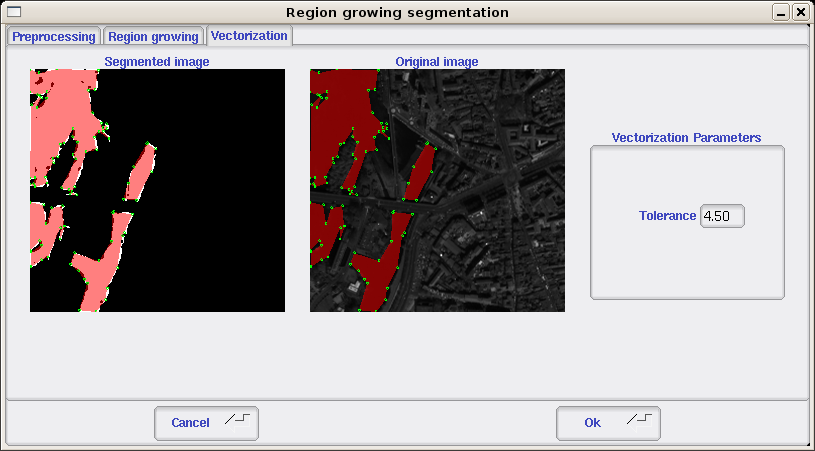 Region growing segmentation
Preprocessing Region growing Vectorization
Segmented image Original image
Vectorization Parameters
Tolerance 4.50
Cancel Ok